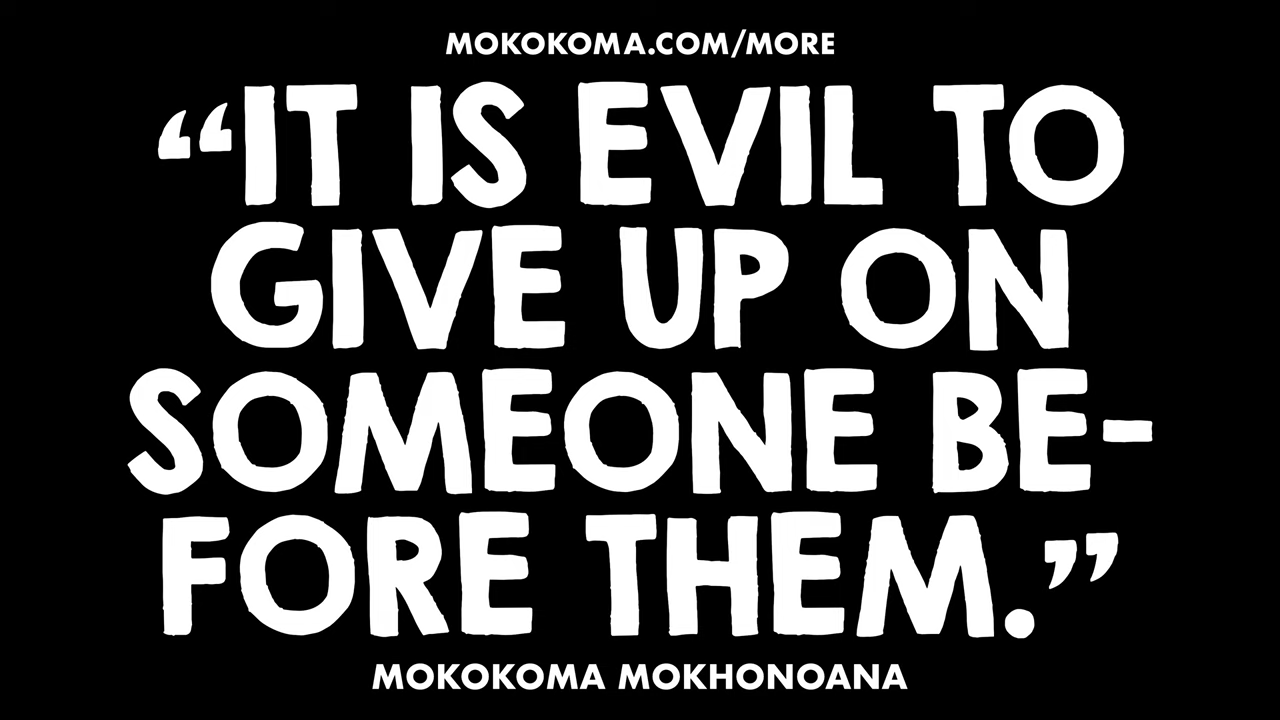 MOKOKOMA.COM/MORE
“IT IS EVIL TO
GIVE UP ON
SOMEONE BE-
FORE THEM.”
MOKOKOMA MOKHONOANA